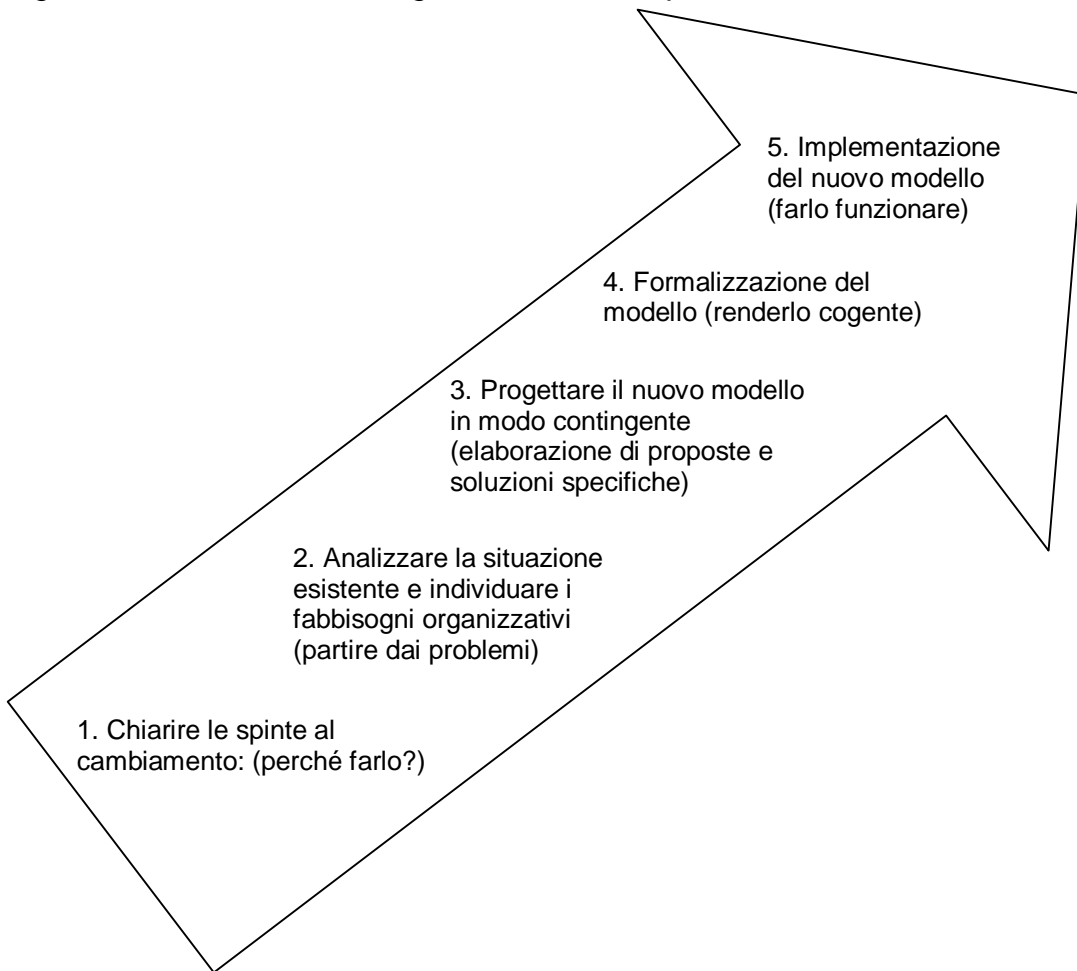 5. Implementazione
del nuovo modello
(farlo funzionare)
4. Formalizzazione del
modello (renderlo cogente)
3. Progettare il nuovo modello
in modo contingente
(elaborazione di proposte e
soluzioni specifiche)
2. Analizzare la situazione
esistente e individuare i
fabbisogni organizzativi
(partire dai problemi)
1. Chiarire le spinte al
cambiamento: (perché farlo?)